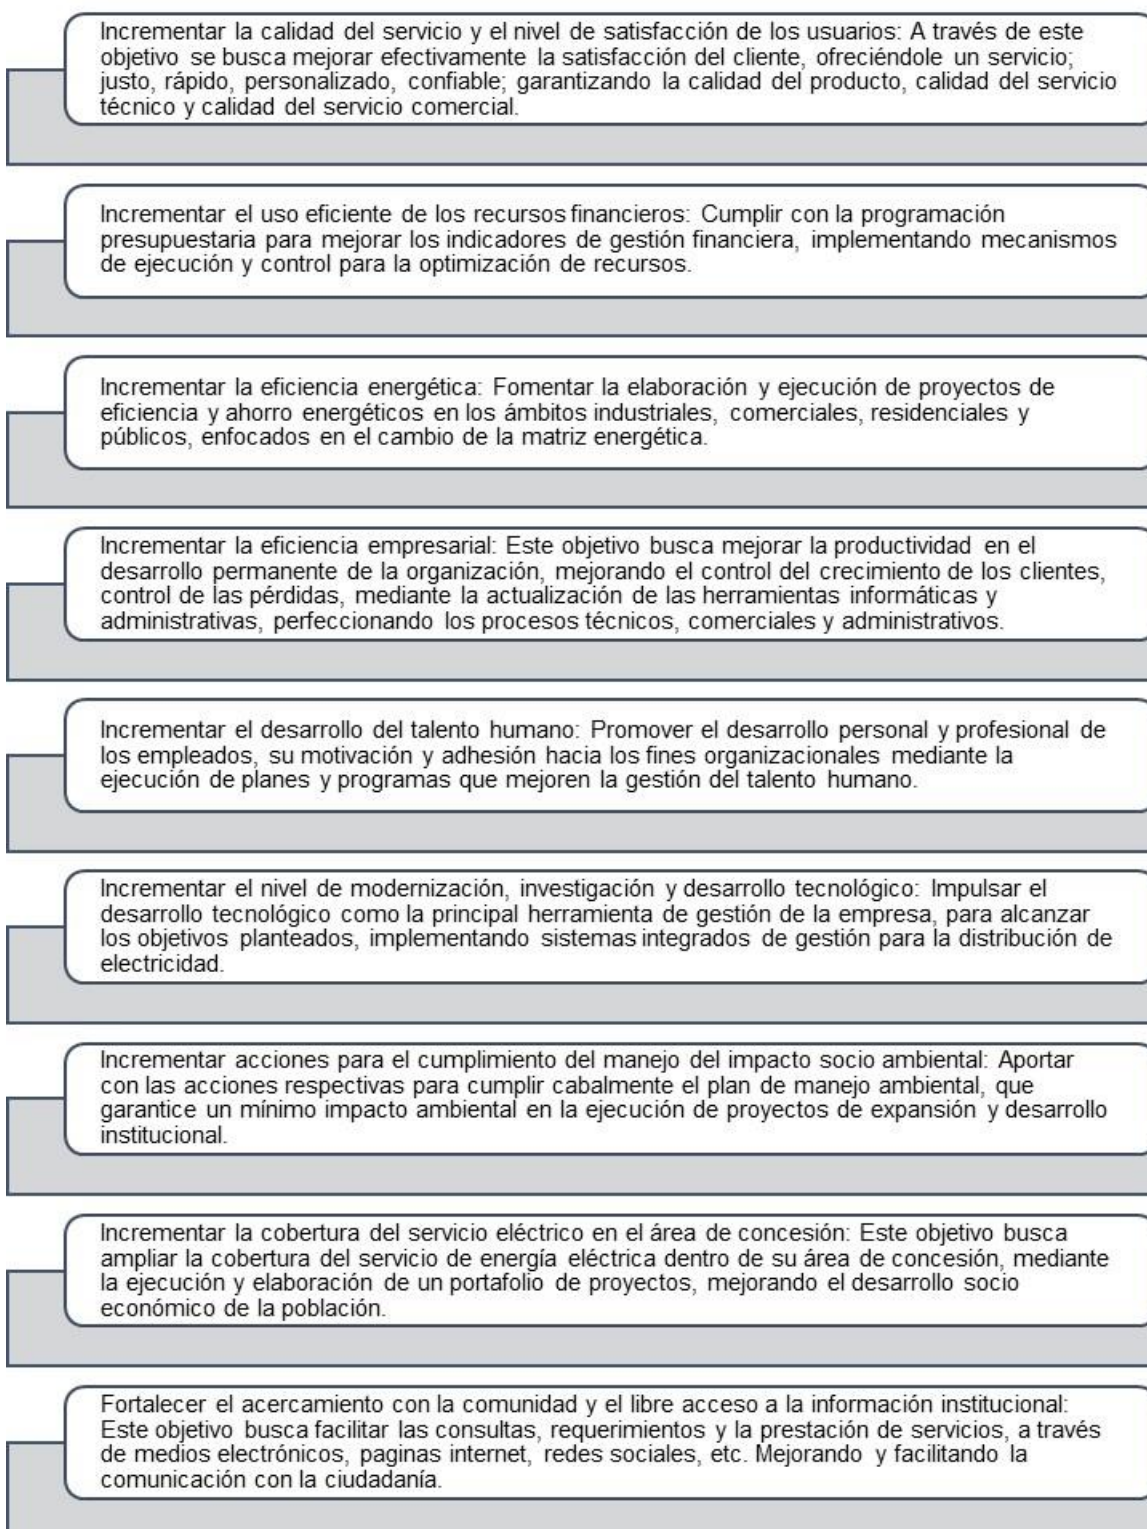 Incrementar la calidad del servicio y el nivel de satisfacción de los usuarios: A través de este
objetivo se busca mejorar efectivamente la satisfacción del cliente, ofreciéndole un servicio;
justo, rápido, personalizado, confiable; garantizando la calidad del producto, calidad del servicio
técnico y calidad del servicio comercial.
Incrementar el uso eficiente de los recursos financieros: Cumplir con la programación
presupuestaria para mejorar los indicadores de gestión financiera, implementando mecanismos
de ejecución y control para la optimización de recursos.
Incrementar la eficiencia energética: Fomentar la elaboración y ejecución de proyectos de
eficiencia y ahorro energéticos en los ámbitos industriales, comerciales, residenciales y
públicos, enfocados en el cambio de la matriz energética.
Incrementar la eficiencia empresarial: Este objetivo busca mejorar la productividad en el
desarrollo permanente de la organización, mejorando el control del crecimiento de los clientes,
control de las pérdidas, mediante la actualización de las herramientas informáticas y
administrativas, perfeccionando los procesos técnicos, comerciales y administrativos.
Incrementar el desarrollo del talento humano: Promover el desarrollo personal y profesional de
los empleados, su motivación y adhesión hacia los fines organizacionales mediante la
ejecución de planes y programas que mejoren la gestión del talento humano.
Incrementar el nivel de modernización, investigación y desarrollo tecnológico: Impulsar el
desarrollo tecnológico como la principal herramienta de gestión de la empresa, para alcanzar
los objetivos planteados, implementando sistemas integrados de gestión para la distribución de
electricidad.
Incrementar acciones para el cumplimiento del manejo del impacto socio ambiental: Aportar
con las acciones respectivas para cumplir cabalmente el plan de manejo ambiental, que
garantice un mínimo impacto ambiental en la ejecución de proyectos de expansión y desarrollo
institucional.
Incrementar la cobertura del servicio eléctrico en el área de concesión: Este objetivo busca
ampliar la cobertura del servicio de energía eléctrica dentro de su área de concesión, mediante
la ejecución y elaboración de un portafolio de proyectos, mejorando el desarrollo socio
económico de la población.
Fortalecer el acercamiento con la comunidad y el libre acceso a la información institucional:
Este objetivo busca facilitar las consultas, requerimientos y la prestación de servicios, a través
de medios electrónicos, paginas internet, redes sociales, etc. Mejorando y facilitando la
comunicación con la ciudadanía.